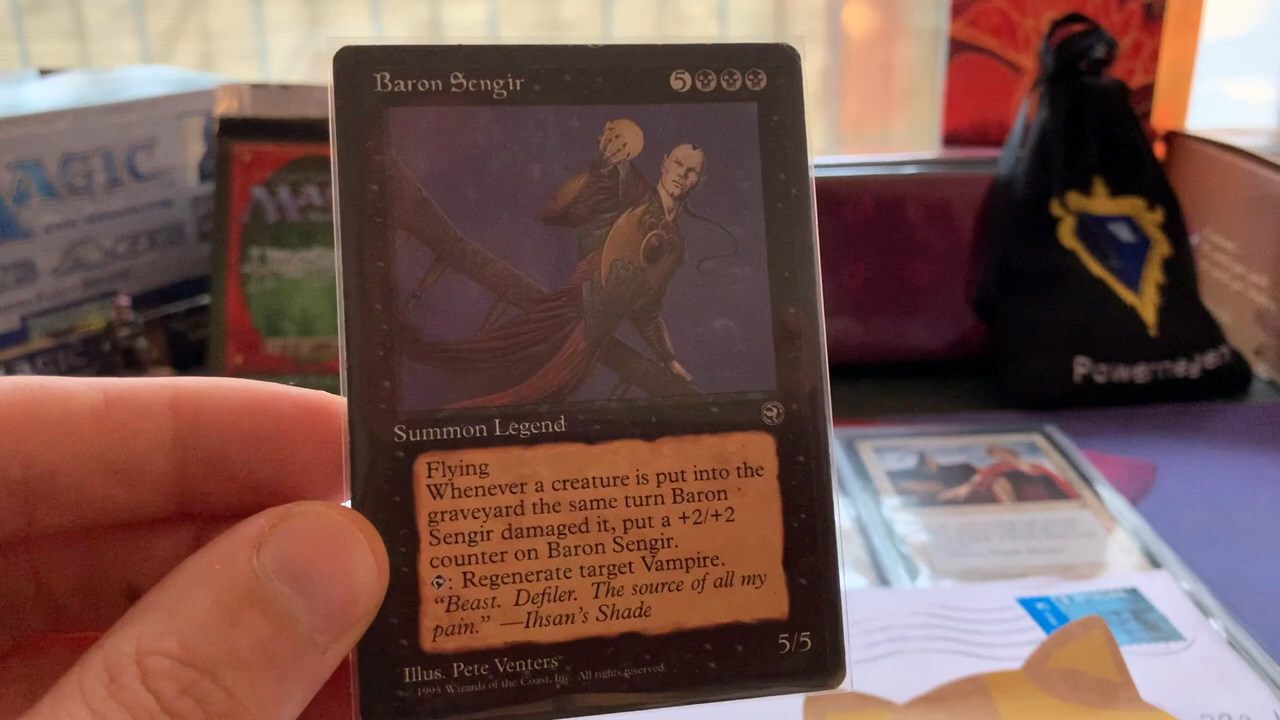 Baron Sengir
5
Summon Legend
Flying
Whenever a creature is put into the
graveyard the same turn Baron
Sengir damaged it, put a +2/+2
counter on Baron Sengir.
: Regenerate target Vampire.
“Beast. Defiler. The source of all my
pain.” —Ihsan's Shade
5/5
Illus. Pete Venters
1995 Wizards of the Coast, Inc. All rights reserved.
MAGIC
MAGIC